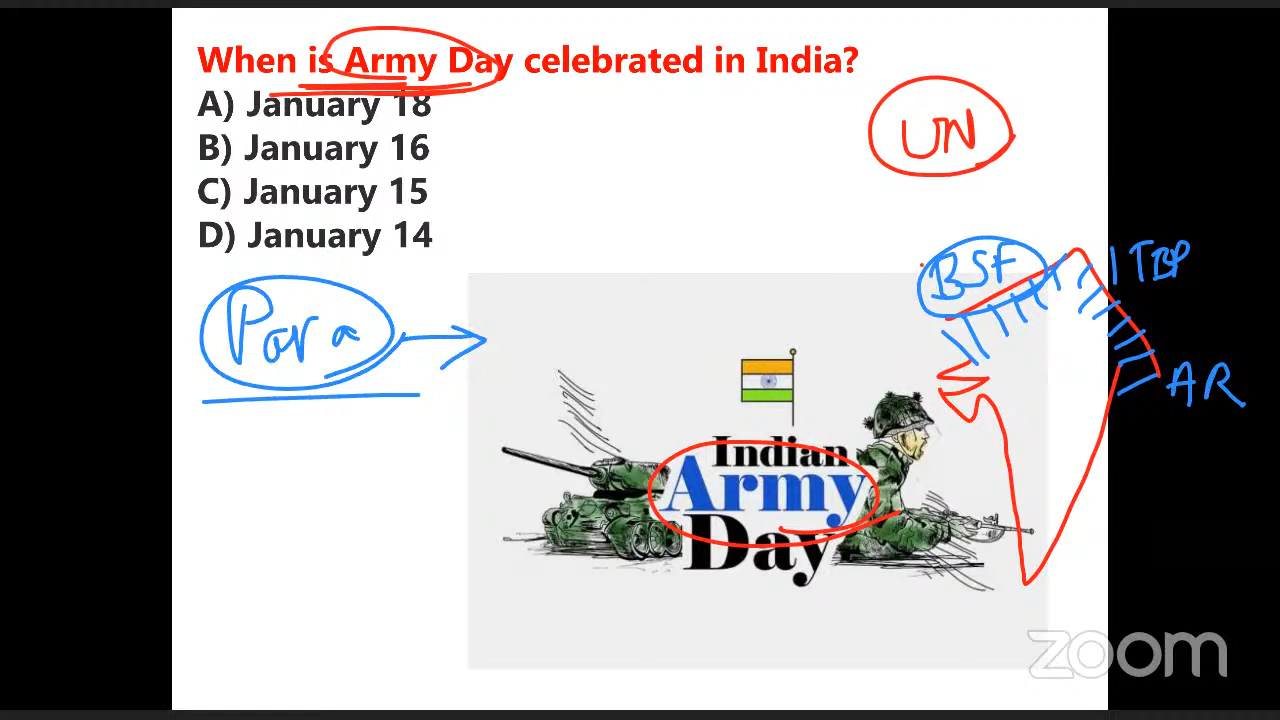 When is Army Day celebrated in India?
A) January 18
B) January 16
C) January 15
D) January 14
UN
BSF
ITBP
Para
AR
Indian
Army
Day
zoom